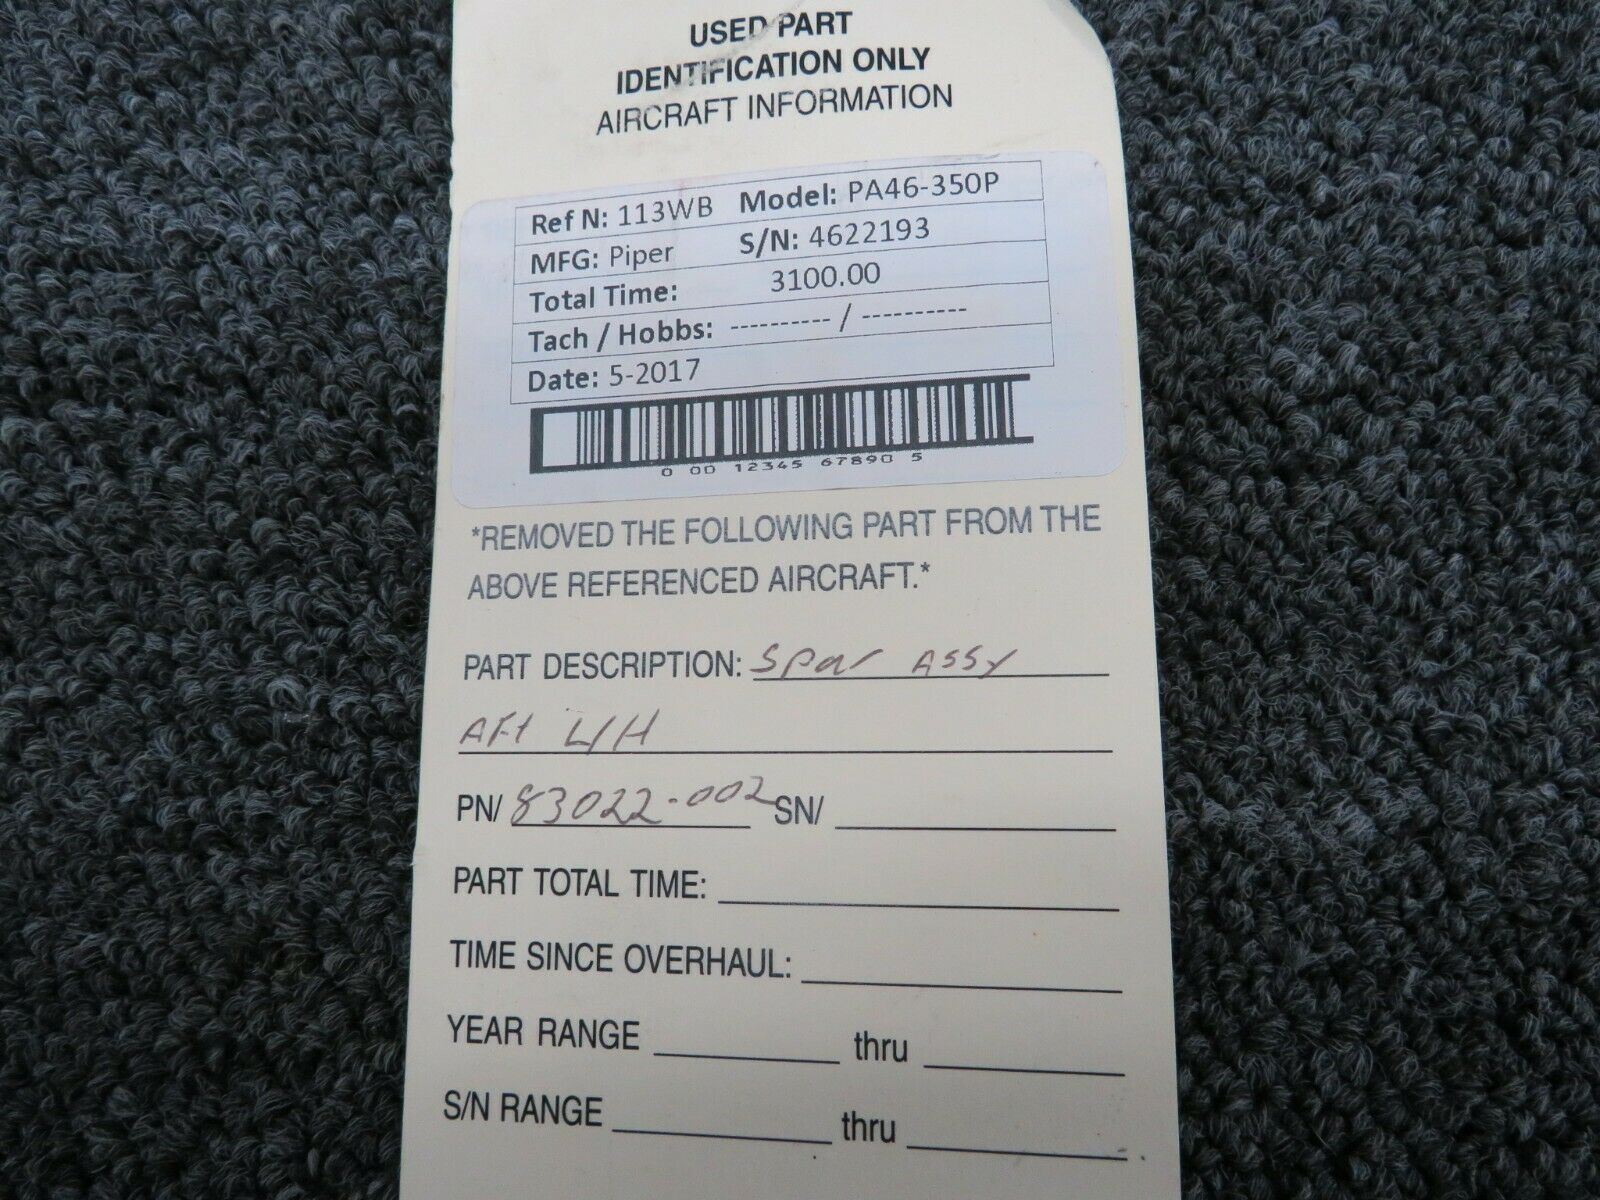 USED PART
IDENTIFICATION ONLY
AIRCRAFT INFORMATION
Ref N: 113WB Model: PA46-350P
MFG: Piper S/N: 4622193
Total Time: 3100.00
Tach / Hobbs: ---------- / ----------
Date: 5-2017
0 00 12345 67890 5
*REMOVED THE FOLLOWING PART FROM THE
ABOVE REFERENCED AIRCRAFT.*
PART DESCRIPTION: Spar ASSY
AFt L/H
PN/ 83022-002 SN/
PART TOTAL TIME:
TIME SINCE OVERHAUL:
YEAR RANGE thru
S/N RANGE thru